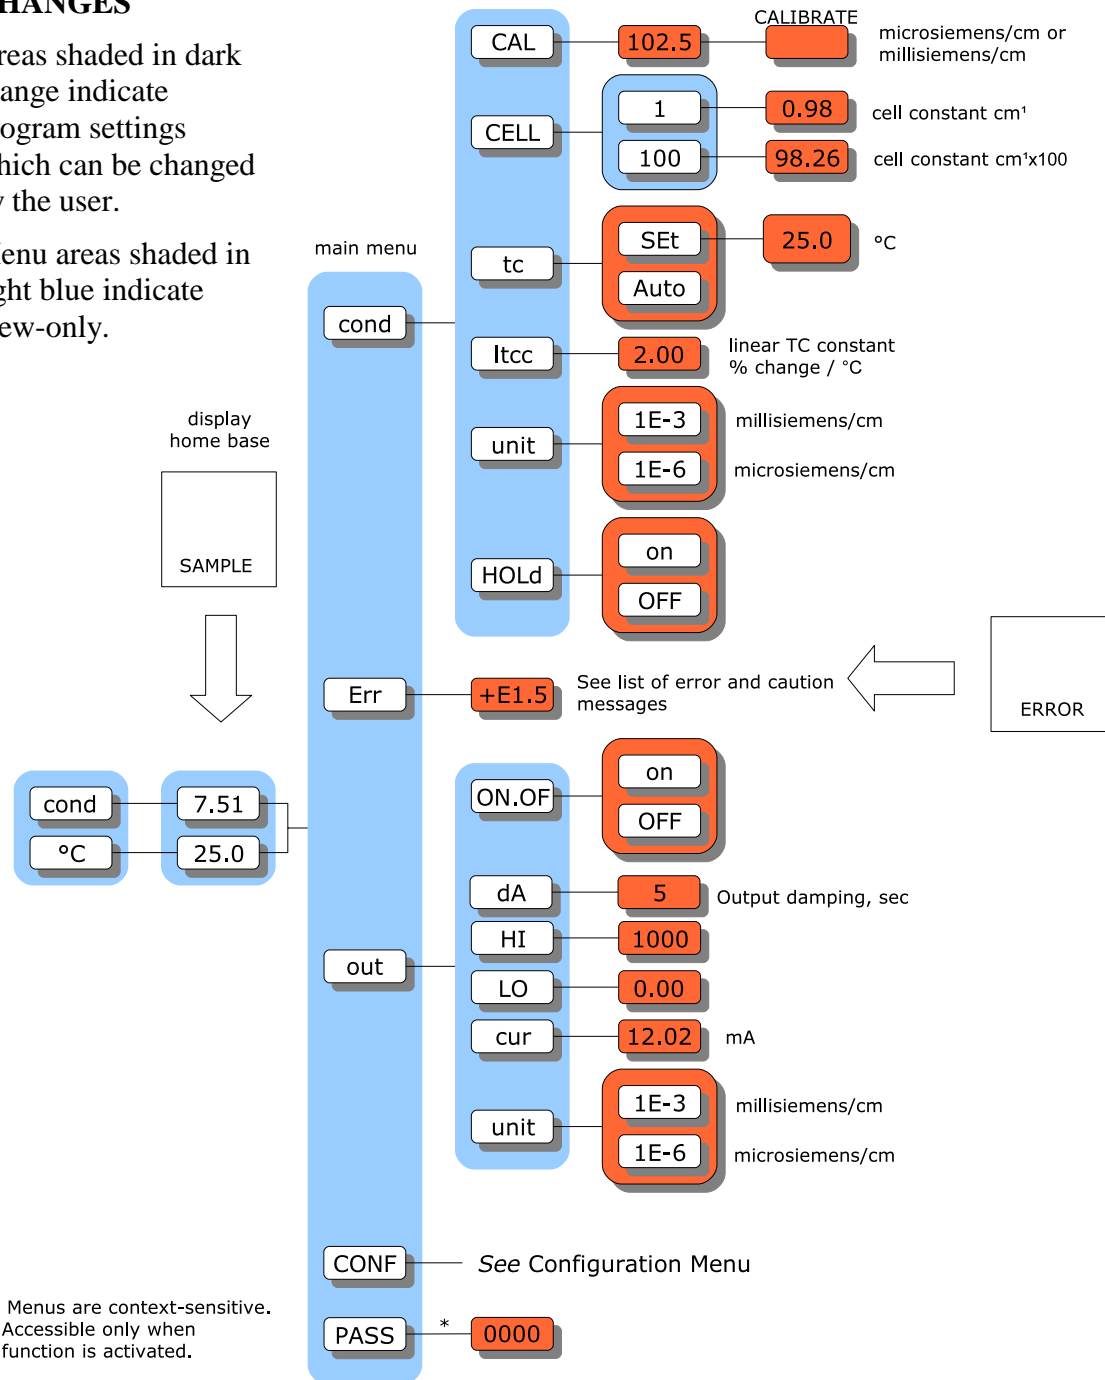 HANGES
reas shaded in dark
ange indicate
ogram settings
hich can be changed
y the user.
enu areas shaded in
ght blue indicate
ew-only.
main menu
display
home base
SAMPLE
cond 7.51
°C 25.0
cond
CAL 102.5 CALIBRATE microsiemens/cm or
millisiemens/cm
CELL
1 0.98 cell constant cm¹
100 98.26 cell constant cm¹x100
tc
SEt 25.0 °C
Auto
ltcc 2.00 linear TC constant
% change / °C
unit
1E-3 millisiemens/cm
1E-6 microsiemens/cm
HOLd
on
OFF
Err +E1.5 See list of error and caution
messages
ERROR
out
ON.OF
on
OFF
dA 5 Output damping, sec
HI 1000
LO 0.00
cur 12.02 mA
unit
1E-3 millisiemens/cm
1E-6 microsiemens/cm
CONF See Configuration Menu
PASS * 0000
Menus are context-sensitive.
Accessible only when
function is activated.